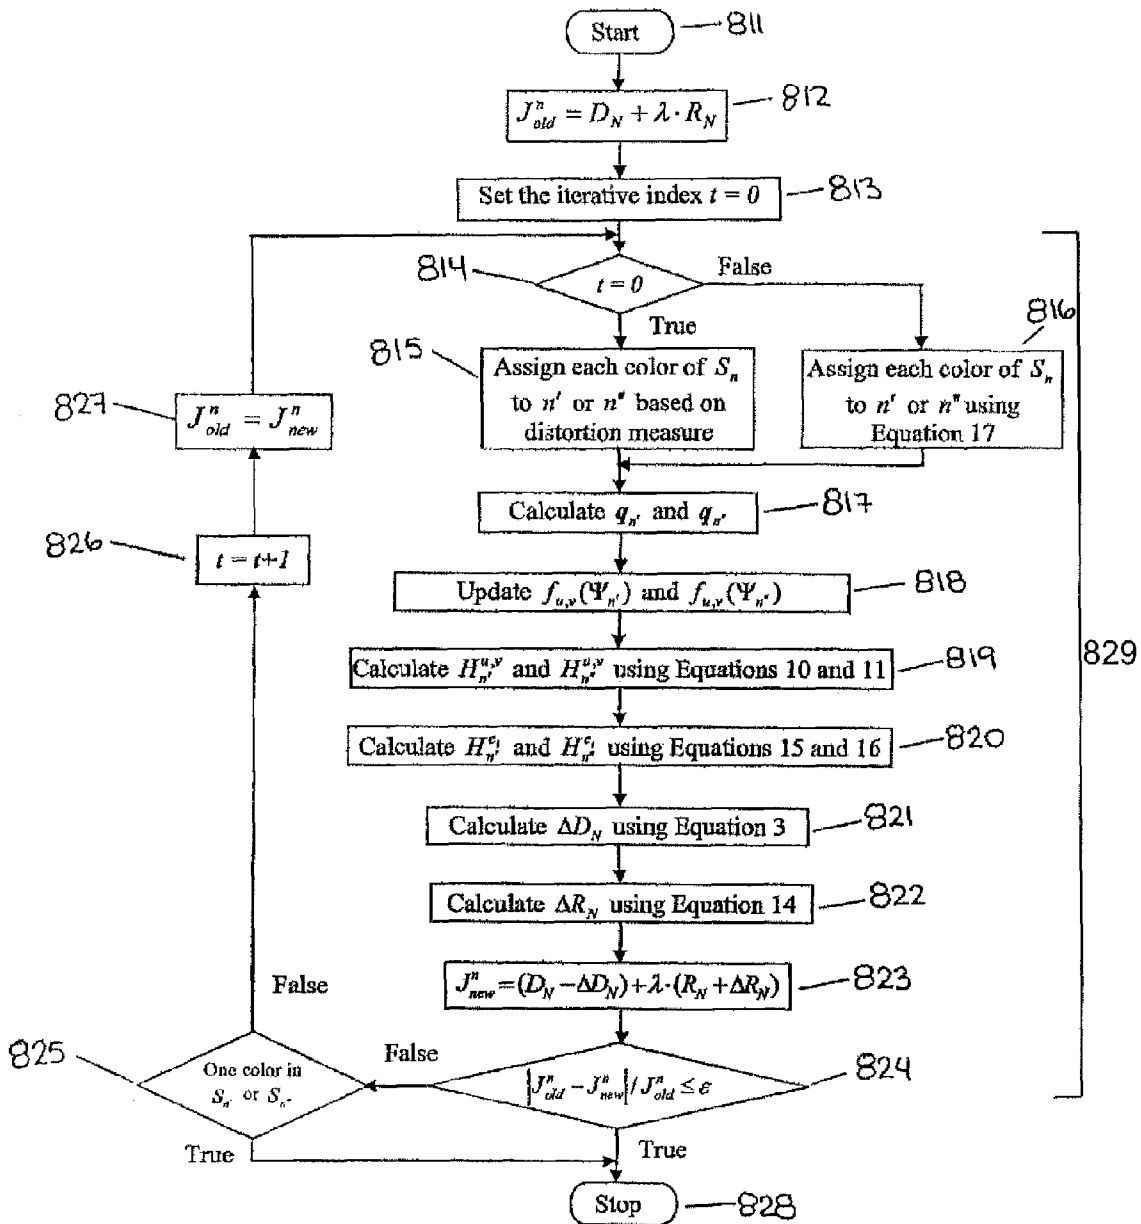 Start
811
J^n_old = D_N + λ · R_N
812
Set the iterative index t = 0
813
814
t = 0
False
True
815
Assign each color of S_n
to n' or n" based on
distortion measure
816
Assign each color of S_n
to n' or n" using
Equation 17
827
J^n_old = J^n_new
Calculate q_n' and q_n"
817
826
t = t+1
Update f_u,v(Ψ_n') and f_u,v(Ψ_n")
818
Calculate H^u,v_n' and H^u,v_n" using Equations 10 and 11
819
829
Calculate H^c_i_n' and H^c_i_n" using Equations 15 and 16
820
Calculate ΔD_N using Equation 3
821
Calculate ΔR_N using Equation 14
822
J^n_new = (D_N − ΔD_N) + λ · (R_N + ΔR_N)
823
False
825
One color in
S_n' or S_n"
False
|J^n_old − J^n_new| / J^n_old ≤ ε
824
True
True
Stop
828